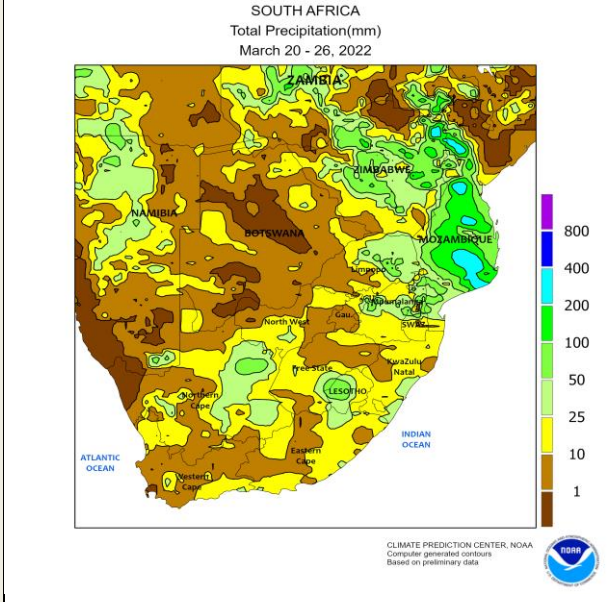 SOUTH AFRICA
Total Precipitation(mm)
March 20 - 26, 2022
ZAMBIA
ZIMBABWE
NAMIBIA
BOTSWANA
MOZAMBIQUE
Limpopo
Mpumalanga
North West
Gau.
SWAZ
Free State
KwaZulu
Natal
LESOTHO
Northern
Cape
Eastern
Cape
Western
Cape
ATLANTIC
OCEAN
INDIAN
OCEAN
800
400
200
100
50
25
10
1
CLIMATE PREDICTION CENTER, NOAA
Computer generated contours
Based on preliminary data
NOAA